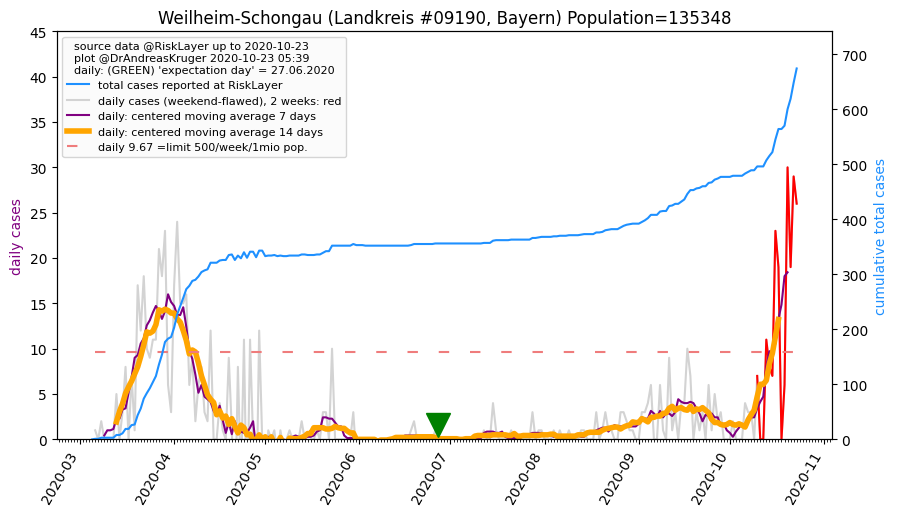 Weilheim-Schongau (Landkreis #09190, Bayern) Population=135348
source data @RiskLayer up to 2020-10-23
plot @DrAndreasKruger 2020-10-23 05:39
daily: (GREEN) 'expectation day' = 27.06.2020
total cases reported at RiskLayer
daily cases (weekend-flawed), 2 weeks: red
daily: centered moving average 7 days
daily: centered moving average 14 days
daily 9.67 =limit 500/week/1mio pop.
daily cases
45
40
35
30
25
20
15
10
5
0
cumulative total cases
700
600
500
400
300
200
100
0
2020-03
2020-04
2020-05
2020-06
2020-07
2020-08
2020-09
2020-10
2020-11